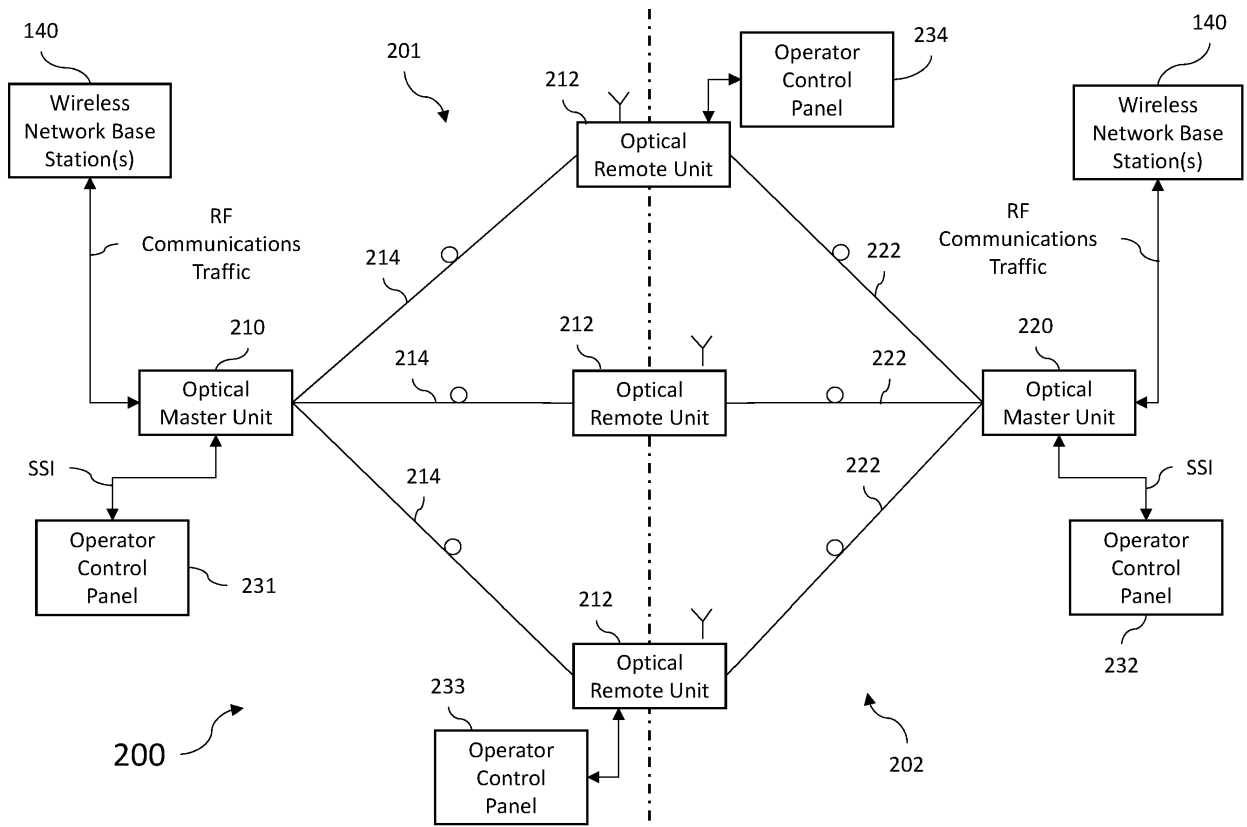 140
Wireless
Network Base
Station(s)
201
212
Optical
Remote Unit
Operator
Control
Panel
234
140
Wireless
Network Base
Station(s)
RF
Communications
Traffic
214
222
RF
Communications
Traffic
210
Optical
Master Unit
214
212
Optical
Remote Unit
222
220
Optical
Master Unit
SSI
Operator
Control
Panel
231
214
222
SSI
Operator
Control
Panel
232
212
Optical
Remote Unit
233
Operator
Control
Panel
200
202